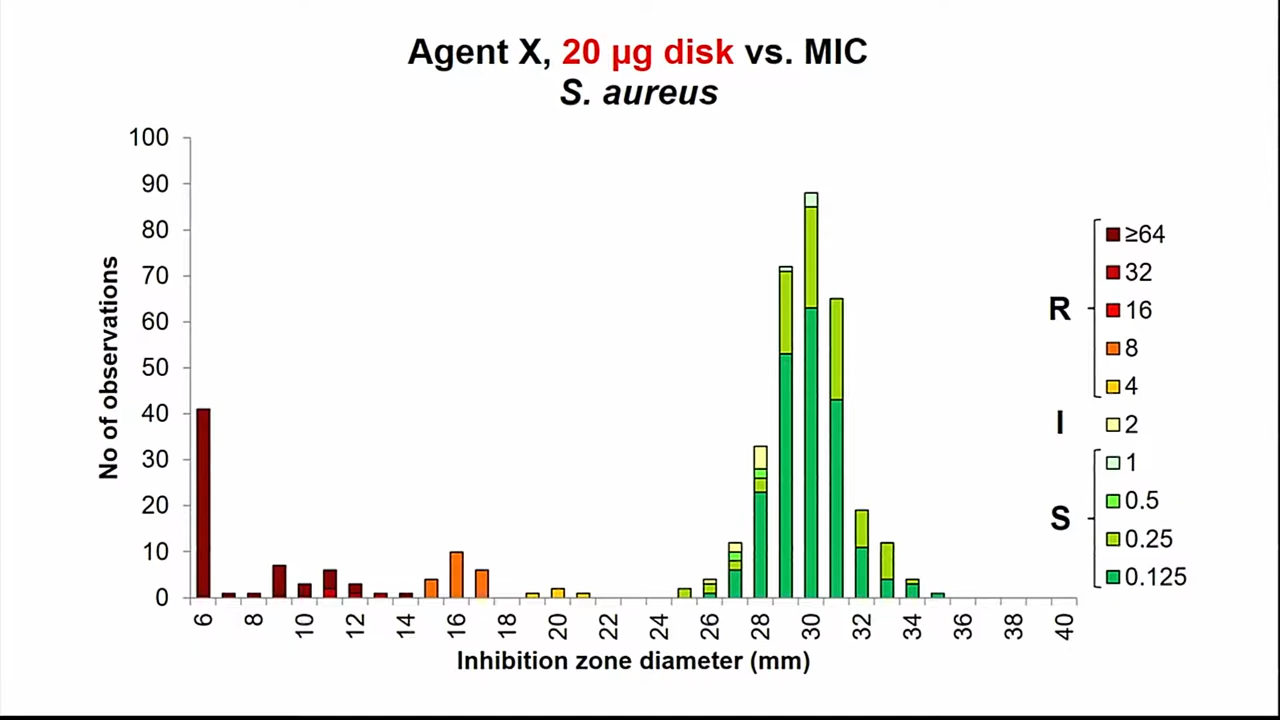 Agent X, 20 µg disk vs. MIC
S. aureus
No of observations
100
90
80
70
60
50
40
30
20
10
0
6 8 10 12 14 16 18 20 22 24 26 28 30 32 34 36 38 40
Inhibition zone diameter (mm)
R
≥64
32
16
8
4
I
2
S
1
0.5
0.25
0.125